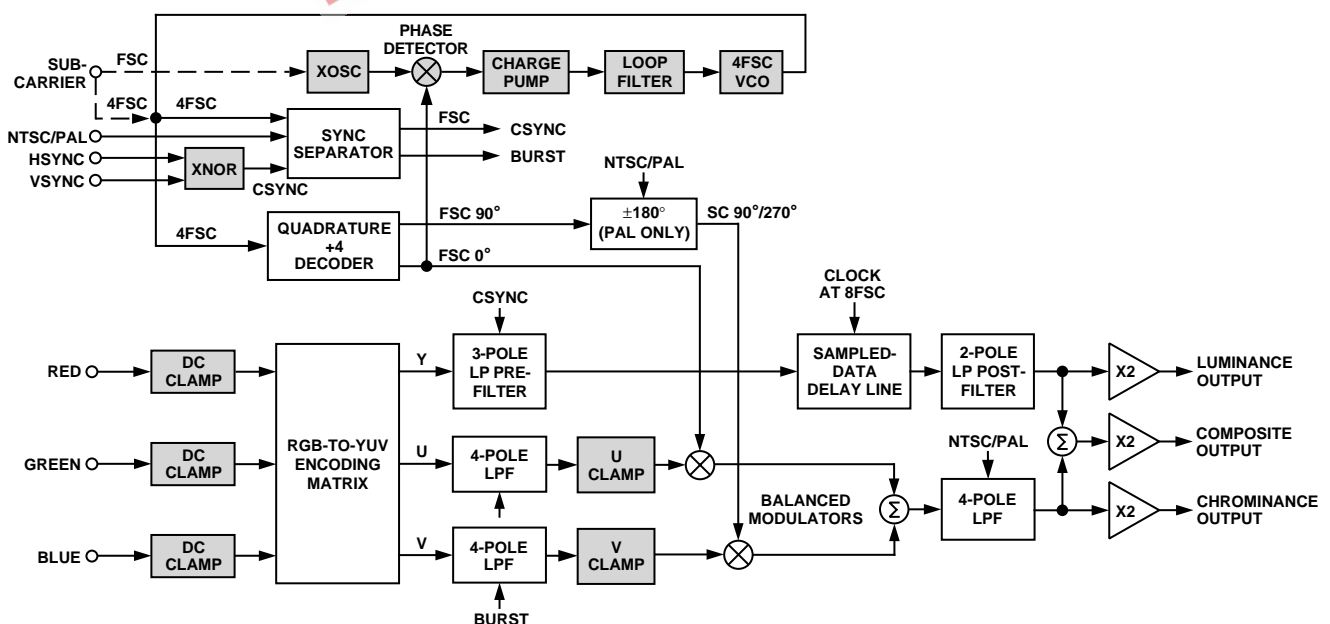 SUB-
CARRIER
FSC
4FSC
4FSC
XOSC
PHASE
DETECTOR
CHARGE
PUMP
LOOP
FILTER
4FSC
VCO
NTSC/PAL
HSYNC
VSYNC
XNOR
CSYNC
SYNC
SEPARATOR
FSC
CSYNC
BURST
4FSC
QUADRATURE
+4
DECODER
FSC 90°
FSC 0°
NTSC/PAL
±180°
(PAL ONLY)
SC 90°/270°
CLOCK
AT 8FSC
CSYNC
RED
DC
CLAMP
GREEN
DC
CLAMP
BLUE
DC
CLAMP
RGB-TO-YUV
ENCODING
MATRIX
Y
3-POLE
LP PRE-
FILTER
SAMPLED-
DATA
DELAY LINE
2-POLE
LP POST-
FILTER
X2
LUMINANCE
OUTPUT
U
4-POLE
LPF
U
CLAMP
V
4-POLE
LPF
V
CLAMP
BURST
BALANCED
MODULATORS
Σ
NTSC/PAL
4-POLE
LPF
Σ
X2
COMPOSITE
OUTPUT
X2
CHROMINANCE
OUTPUT